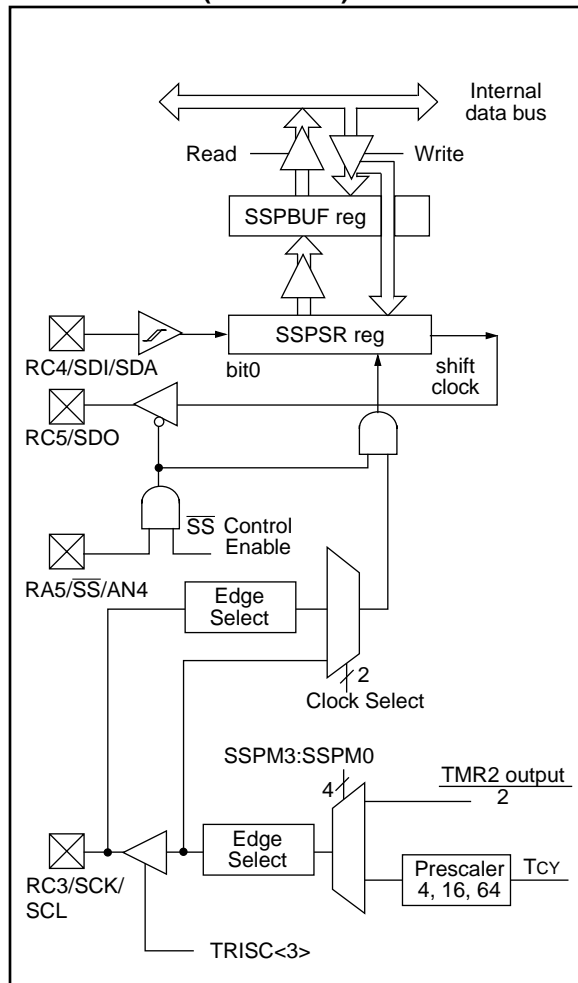 Internal
data bus
Read
Write
SSPBUF reg
SSPSR reg
RC4/SDI/SDA
bit0
shift
clock
RC5/SDO
SS Control
Enable
RA5/SS/AN4
Edge
Select
2
Clock Select
SSPM3:SSPM0
4
TMR2 output
2
Edge
Select
Prescaler
4, 16, 64
TCY
RC3/SCK/
SCL
TRISC<3>